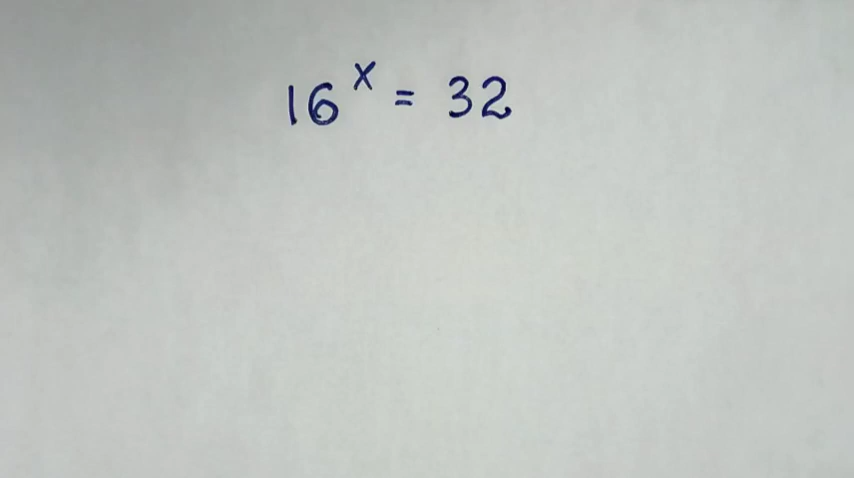 16^x = 32